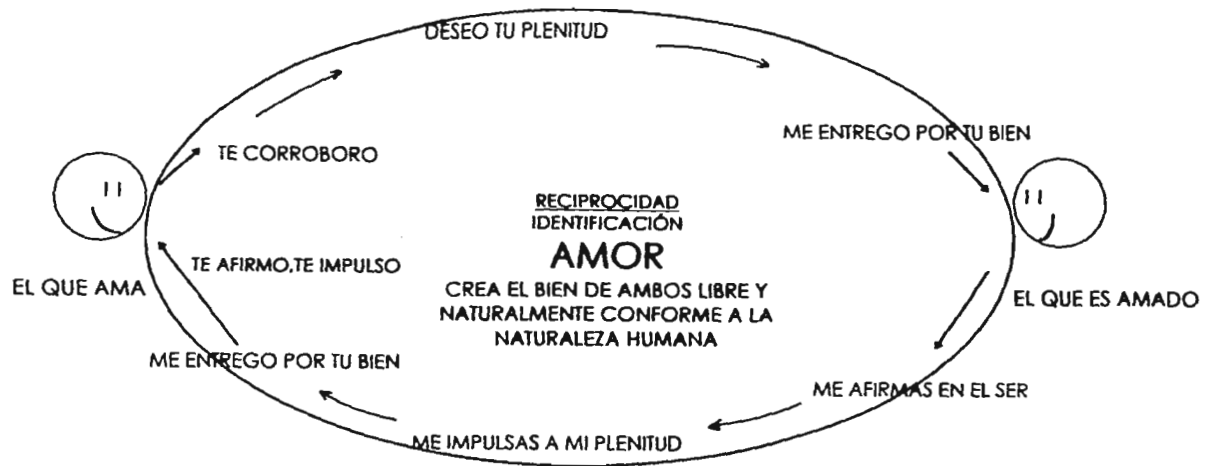 DESEO TU PLENITUD
ME ENTREGO POR TU BIEN
TE CORROBORO
RECIPROCIDAD
IDENTIFICACIÓN
AMOR
CREA EL BIEN DE AMBOS LIBRE Y
NATURALMENTE CONFORME A LA
NATURALEZA HUMANA
TE AFIRMO.TE IMPULSO
EL QUE AMA
EL QUE ES AMADO
ME ENTREGO POR TU BIEN
ME AFIRMAS EN EL SER
ME IMPULSAS A MI PLENITUD